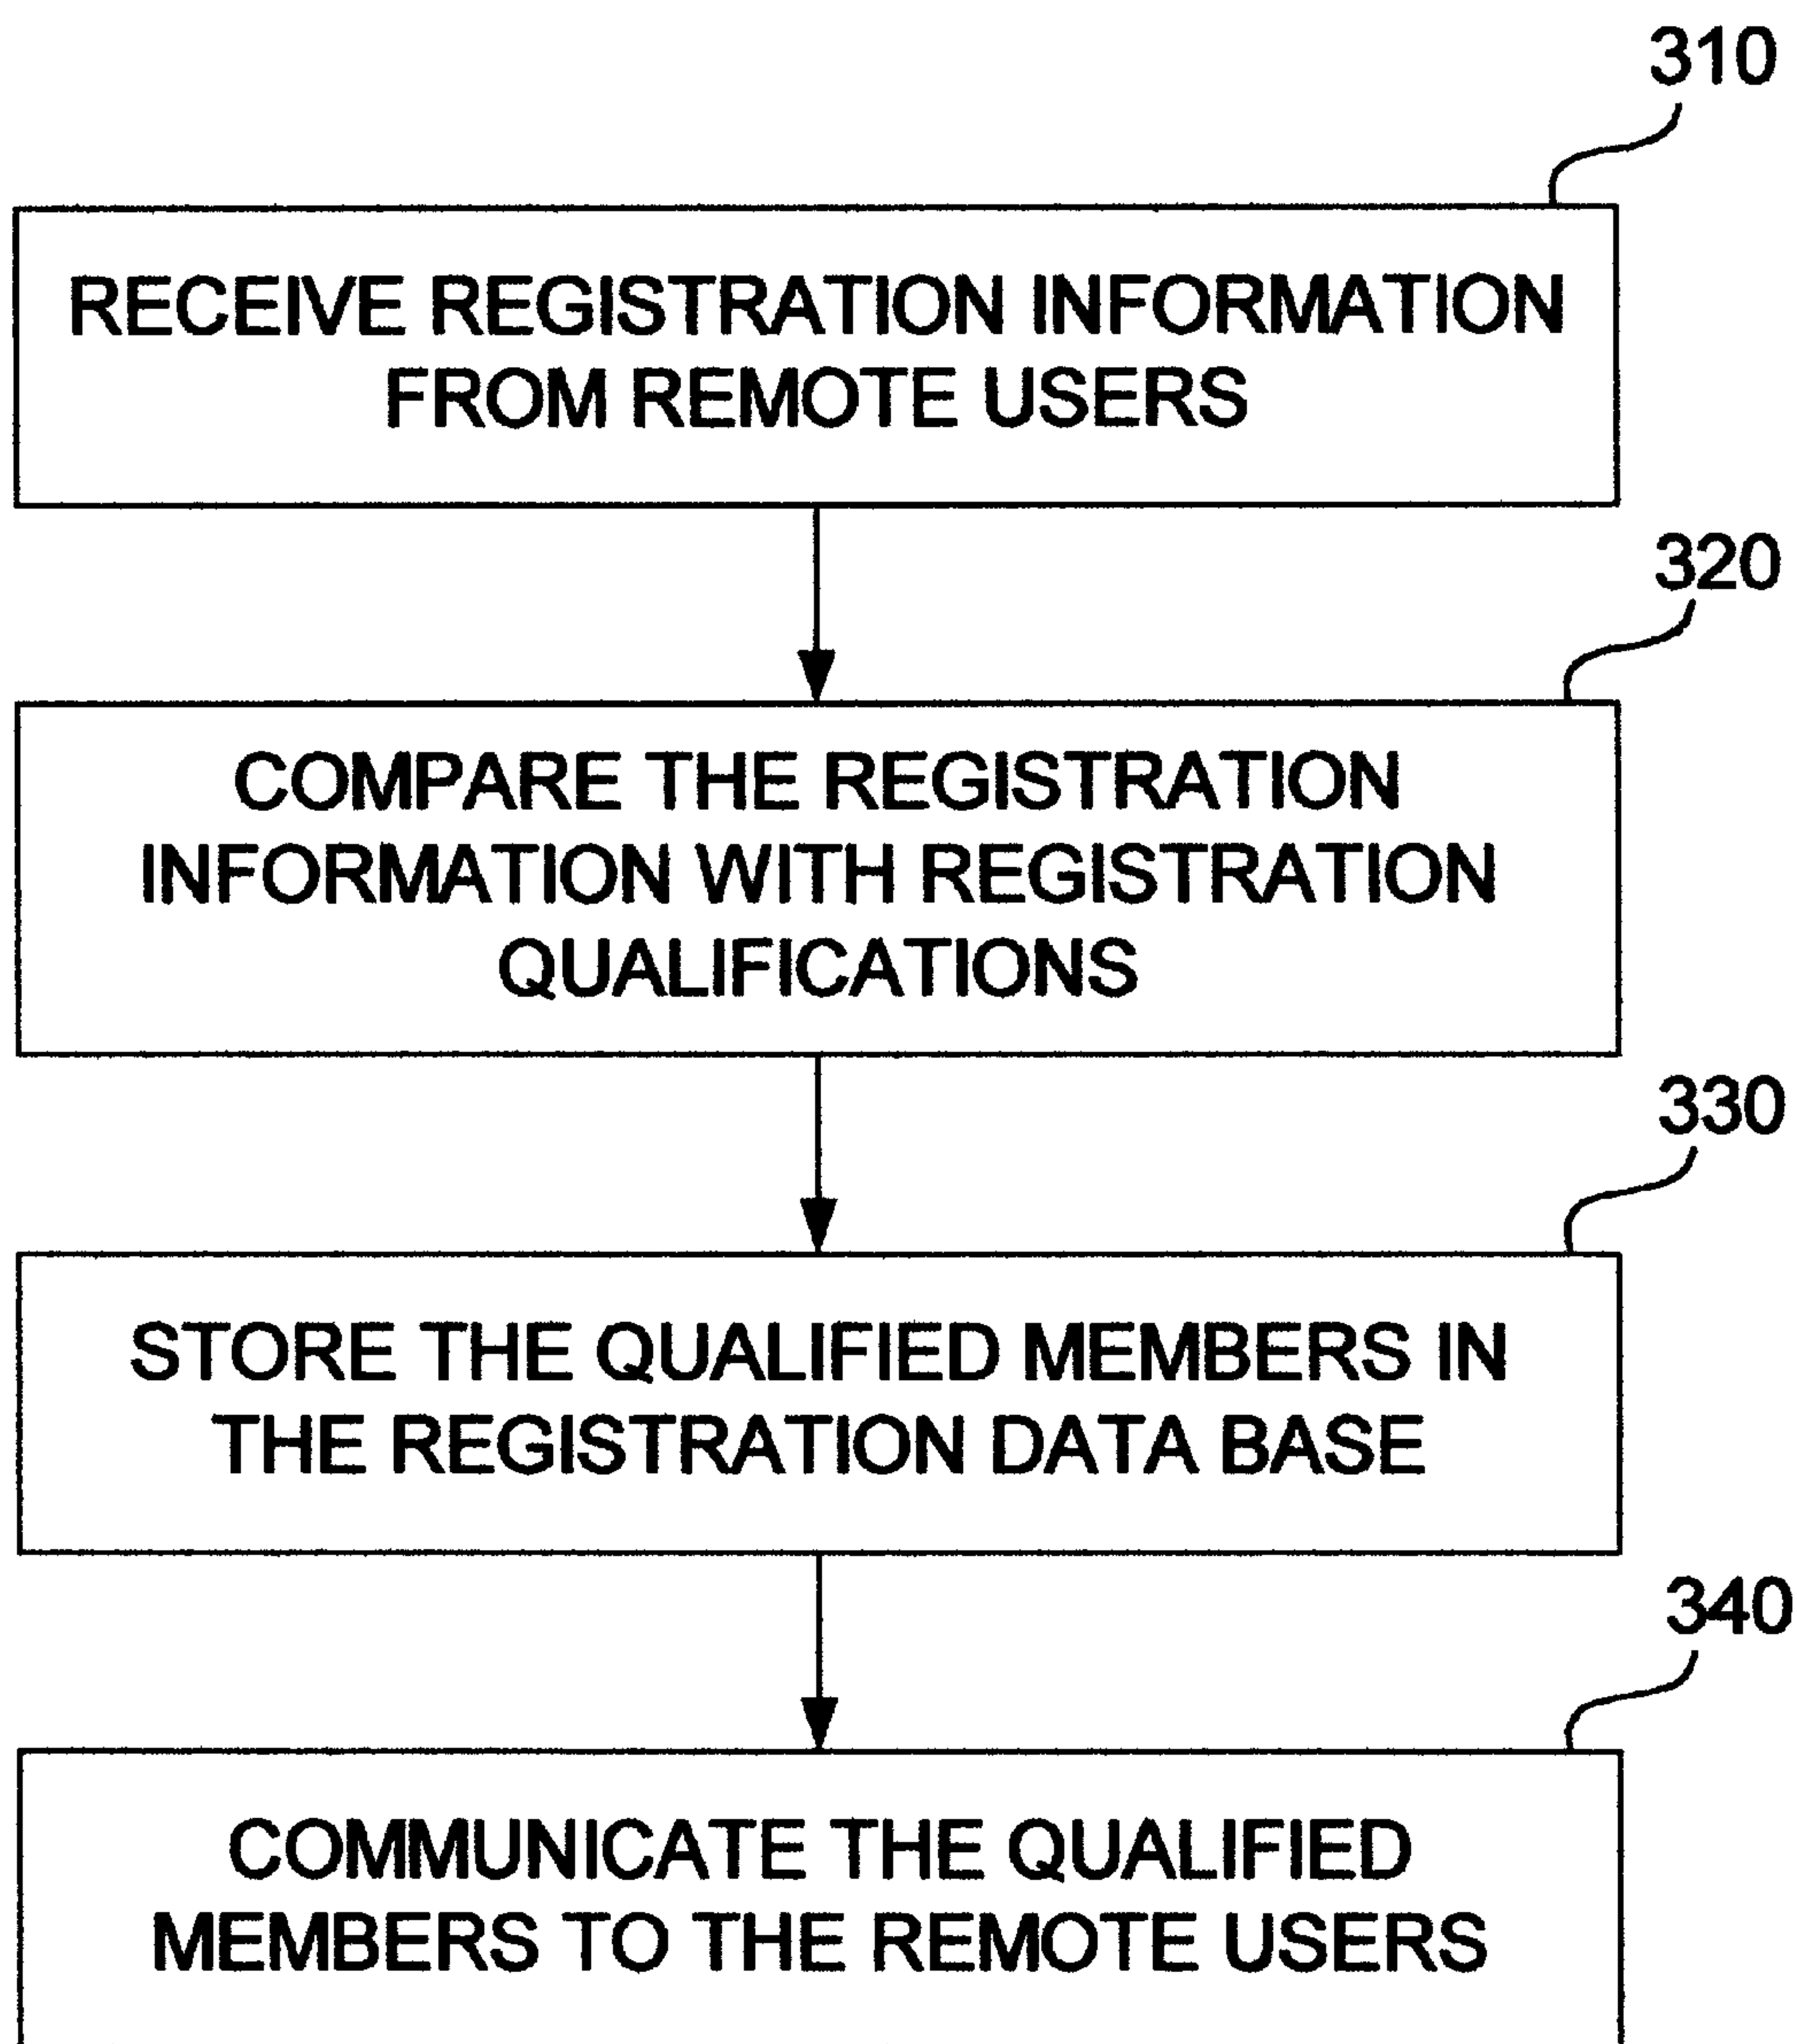 310
RECEIVE REGISTRATION INFORMATION
FROM REMOTE USERS
320
COMPARE THE REGISTRATION
INFORMATION WITH REGISTRATION
QUALIFICATIONS
330
STORE THE QUALIFIED MEMBERS IN
THE REGISTRATION DATA BASE
340
COMMUNICATE THE QUALIFIED
MEMBERS TO THE REMOTE USERS